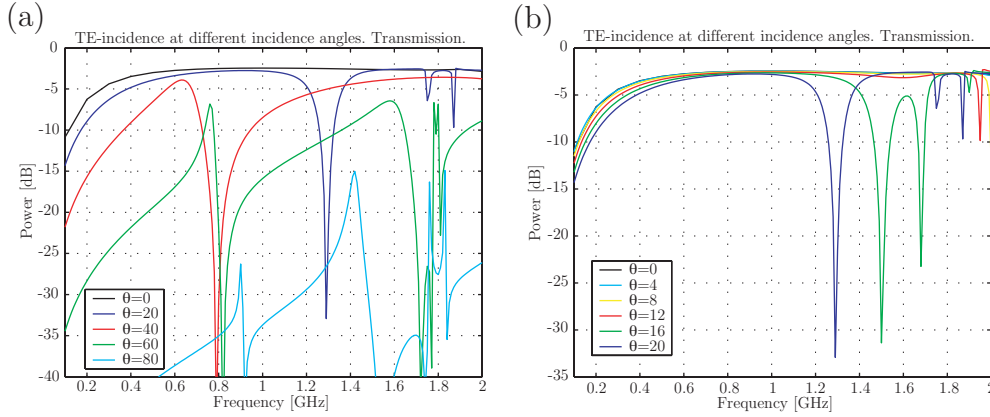 (a)
TE-incidence at different incidence angles. Transmission.
0
-5
-10
-15
-20
-25
-30
-35
-40
Power [dB]
θ=0
θ=20
θ=40
θ=60
θ=80
0.2 0.4 0.6 0.8 1 1.2 1.4 1.6 1.8 2
Frequency [GHz]
(b)
TE-incidence at different incidence angles. Transmission.
0
-5
-10
-15
-20
-25
-30
-35
Power [dB]
θ=0
θ=4
θ=8
θ=12
θ=16
θ=20
0.2 0.4 0.6 0.8 1 1.2 1.4 1.6 1.8 2
Frequency [GHz]